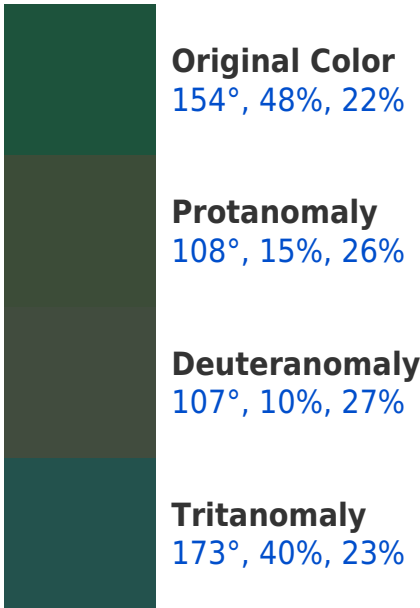 Original Color
154°, 48%, 22%
Protanomaly
108°, 15%, 26%
Deuteranomaly
107°, 10%, 27%
Tritanomaly
173°, 40%, 23%